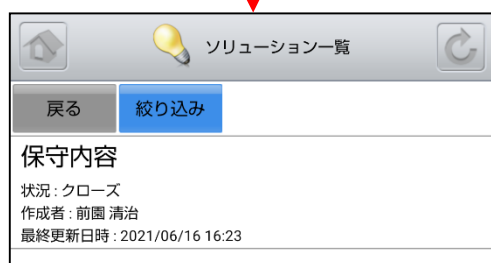 ソリューション一覧
戻る 絞り込み
保守内容
状況 : クローズ
作成者 : 前園 清治
最終更新日時 : 2021/06/16 16:23